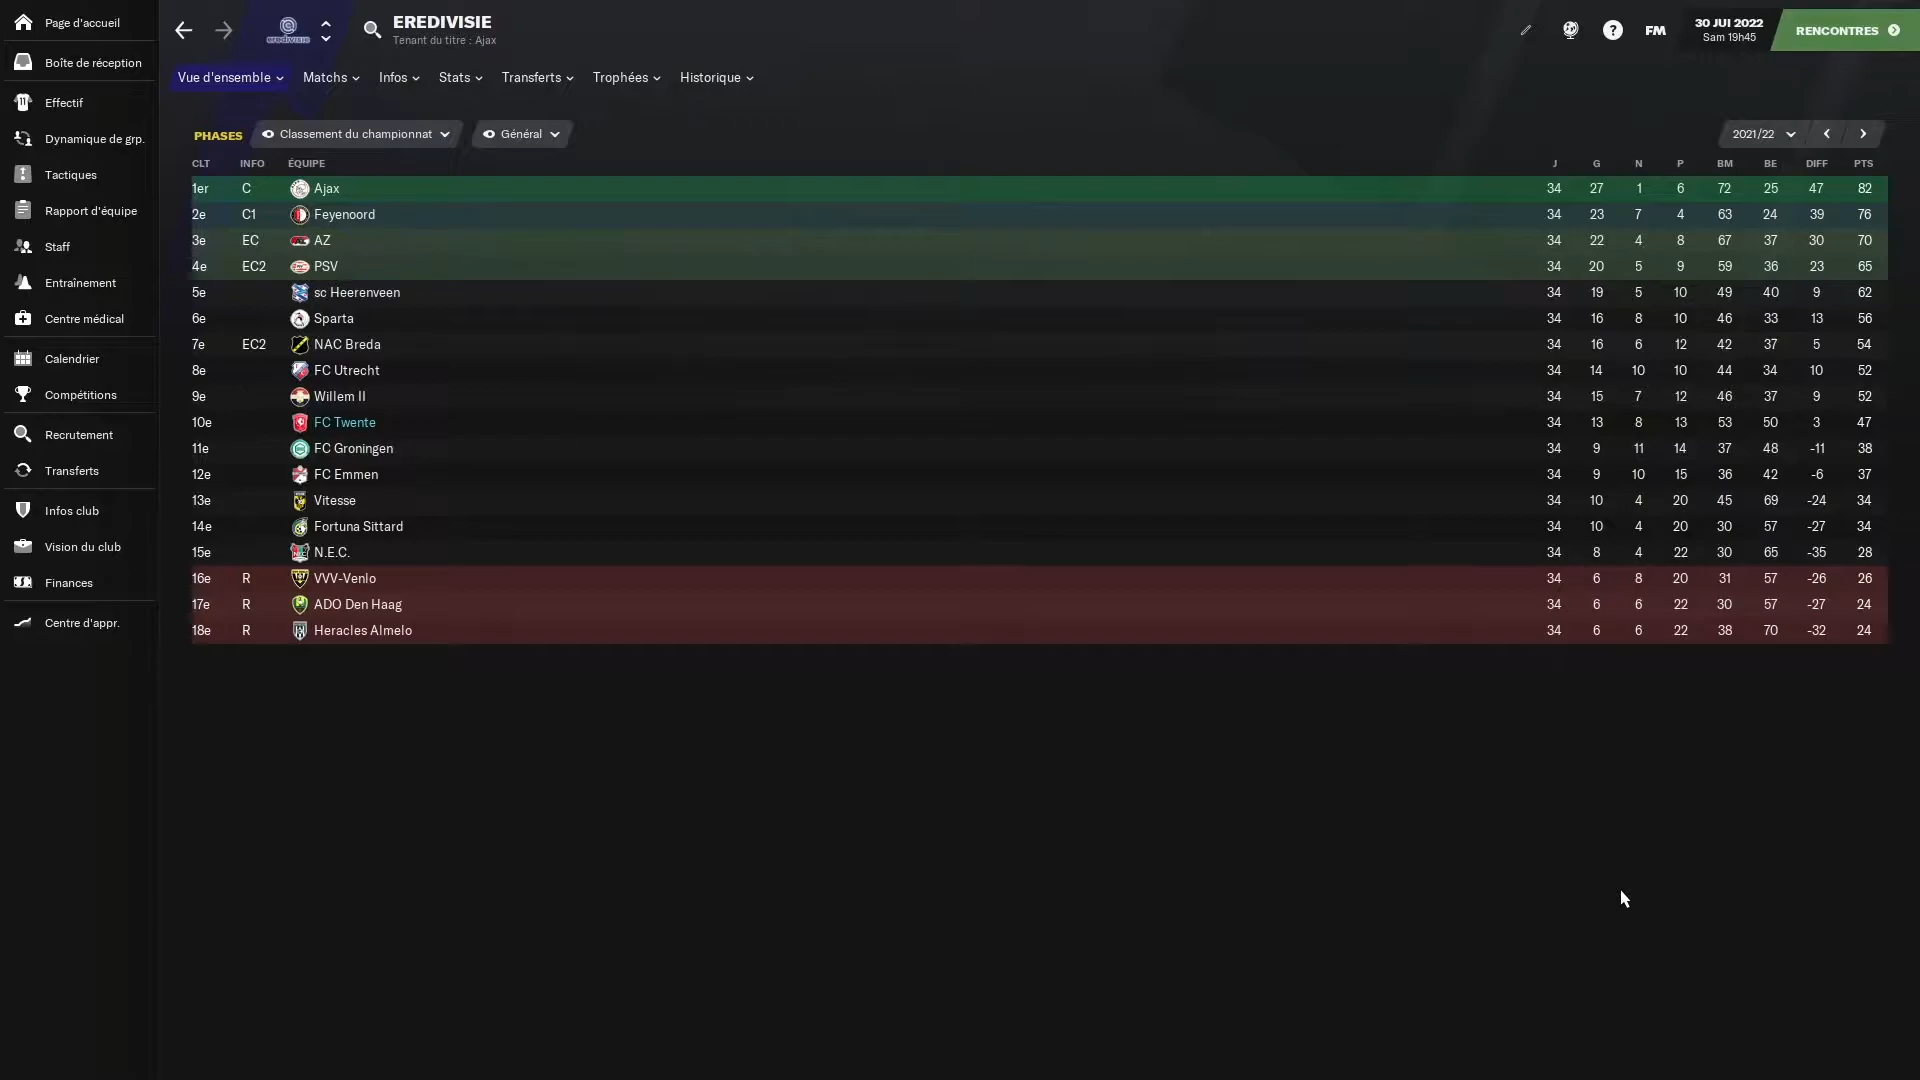 Page d'accueil
Boîte de réception
Effectif
Dynamique de grp.
Tactiques
Rapport d'équipe
Staff
Entraînement
Centre médical
Calendrier
Compétitions
Recrutement
Transferts
Infos club
Vision du club
Finances
Centre d'appr.
EREDIVISIE
Tenant du titre : Ajax
FM
30 JUI 2022
Sam 19h45
RENCONTRES
Vue d'ensemble Matchs Infos Stats Transferts Trophées Historique
PHASES Classement du championnat Général 2021/22
CLT INFO ÉQUIPE J G N P BM BE DIFF PTS
1er C Ajax 34 27 1 6 72 25 47 82
2e C1 Feyenoord 34 23 7 4 63 24 39 76
3e EC AZ 34 22 4 8 67 37 30 70
4e EC2 PSV 34 20 5 9 59 36 23 65
5e sc Heerenveen 34 19 5 10 49 40 9 62
6e Sparta 34 16 8 10 46 33 13 56
7e EC2 NAC Breda 34 16 6 12 42 37 5 54
8e FC Utrecht 34 14 10 10 44 34 10 52
9e Willem II 34 15 7 12 46 37 9 52
10e FC Twente 34 13 8 13 53 50 3 47
11e FC Groningen 34 9 11 14 37 48 -11 38
12e FC Emmen 34 9 10 15 36 42 -6 37
13e Vitesse 34 10 4 20 45 69 -24 34
14e Fortuna Sittard 34 10 4 20 30 57 -27 34
15e N.E.C. 34 8 4 22 30 65 -35 28
16e R VVV-Venlo 34 6 8 20 31 57 -26 26
17e R ADO Den Haag 34 6 6 22 30 57 -27 24
18e R Heracles Almelo 34 6 6 22 38 70 -32 24